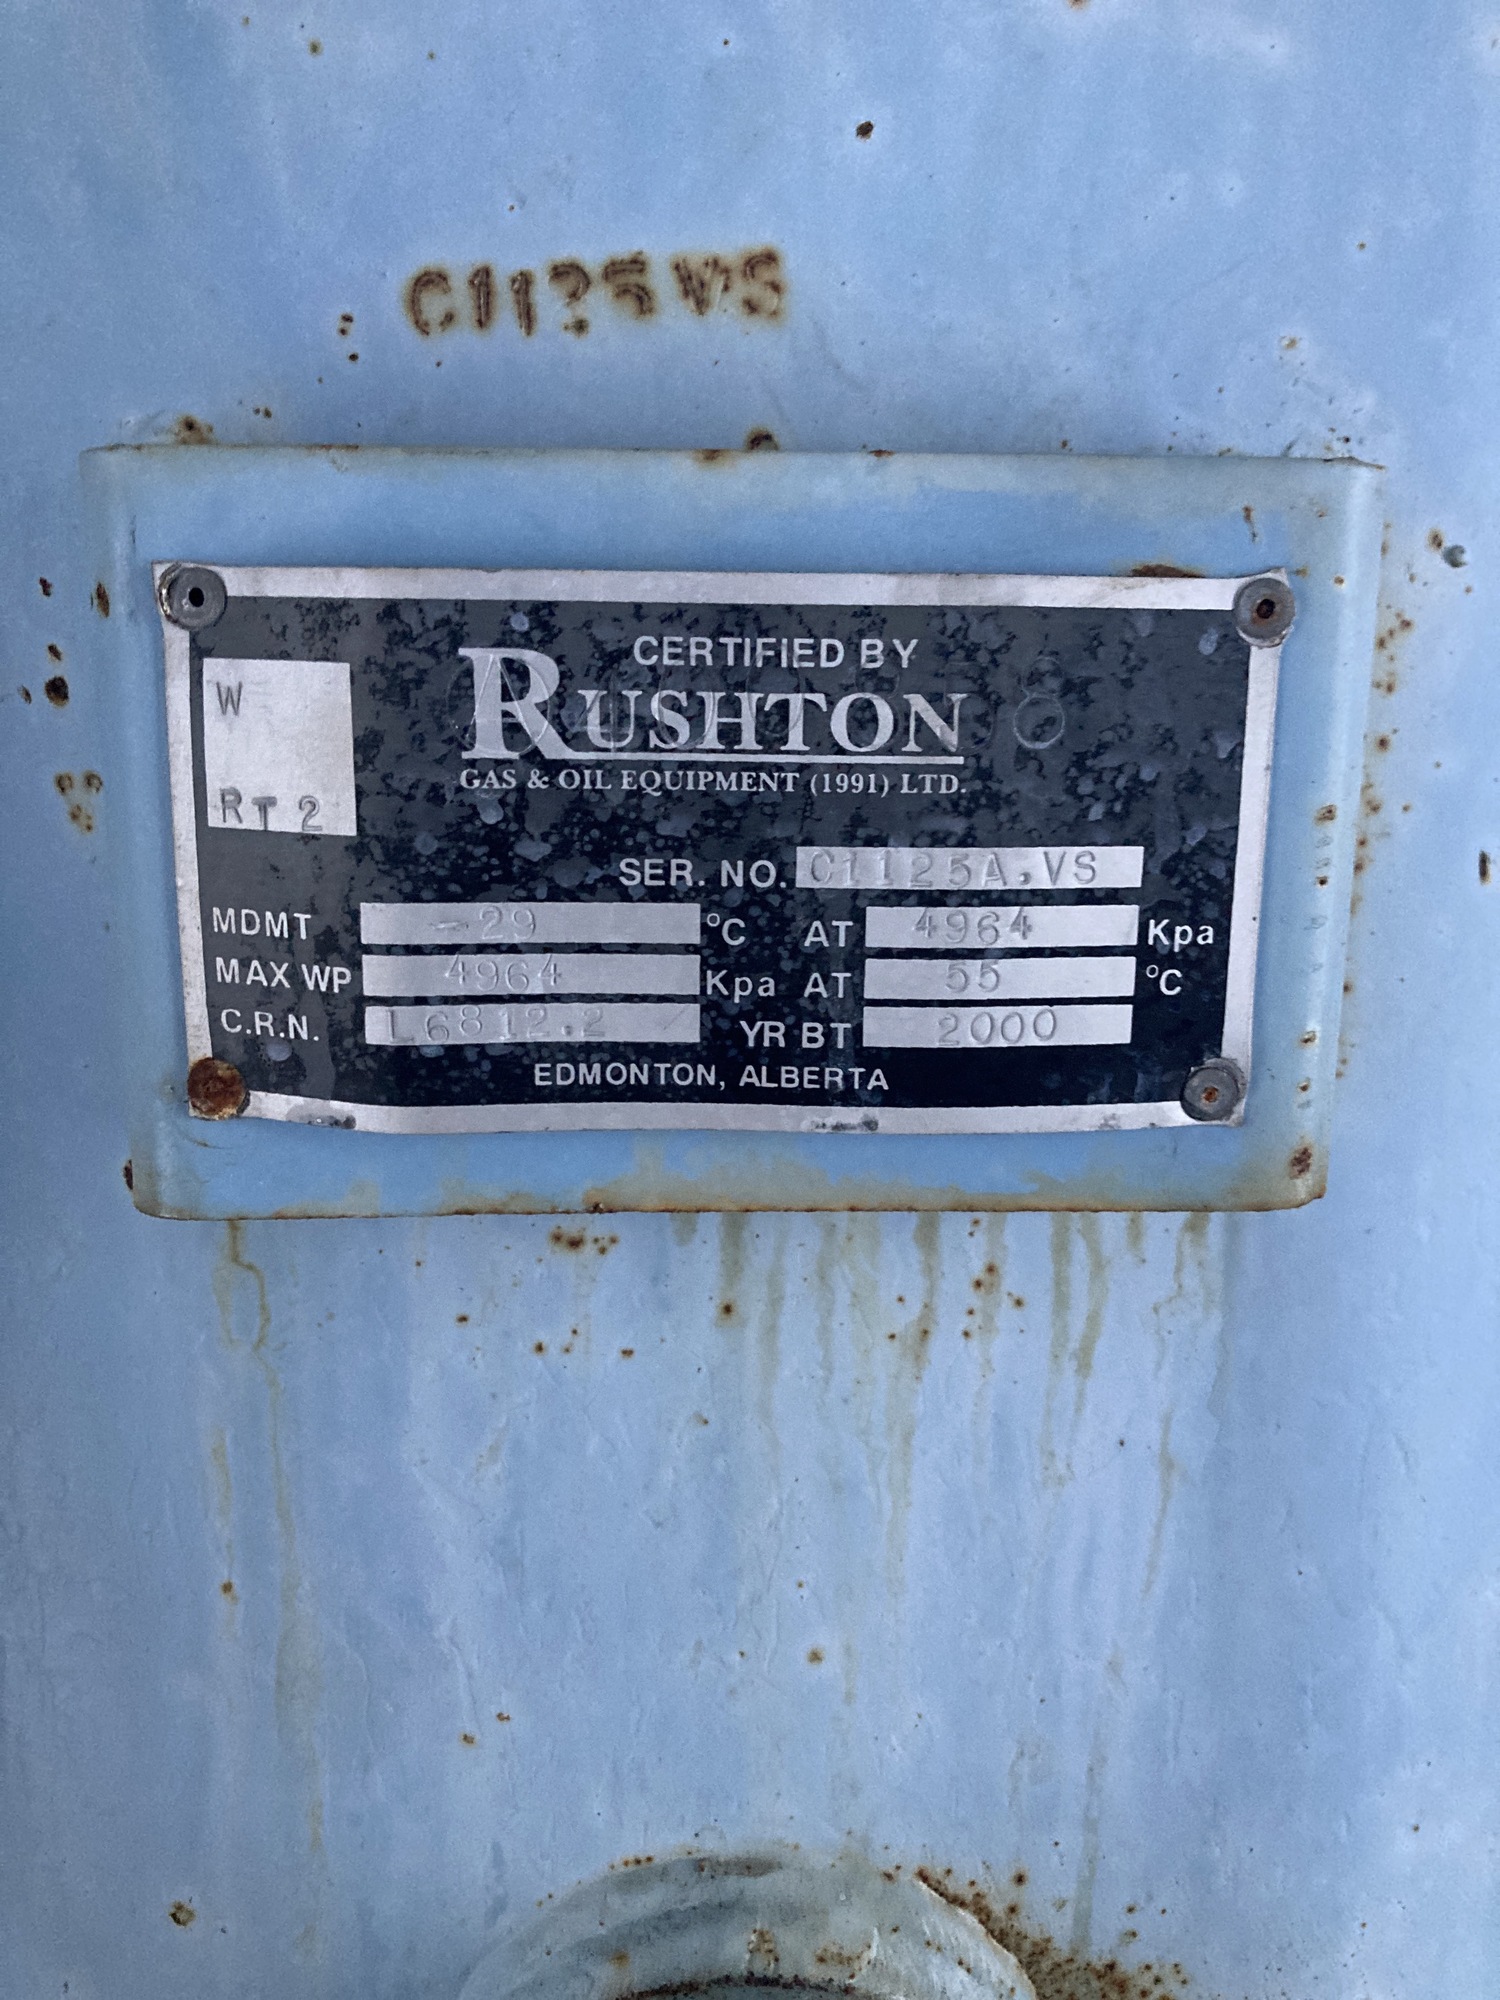 C1125VS
CERTIFIED BY
RUSHTON
GAS & OIL EQUIPMENT (1991) LTD.
W
RT 2
SER. NO. C1125A.VS
MDMT -29 °C AT 4964 Kpa
MAX WP 4964 Kpa AT 55 °C
C.R.N. L6812.2 YR BT 2000
EDMONTON, ALBERTA